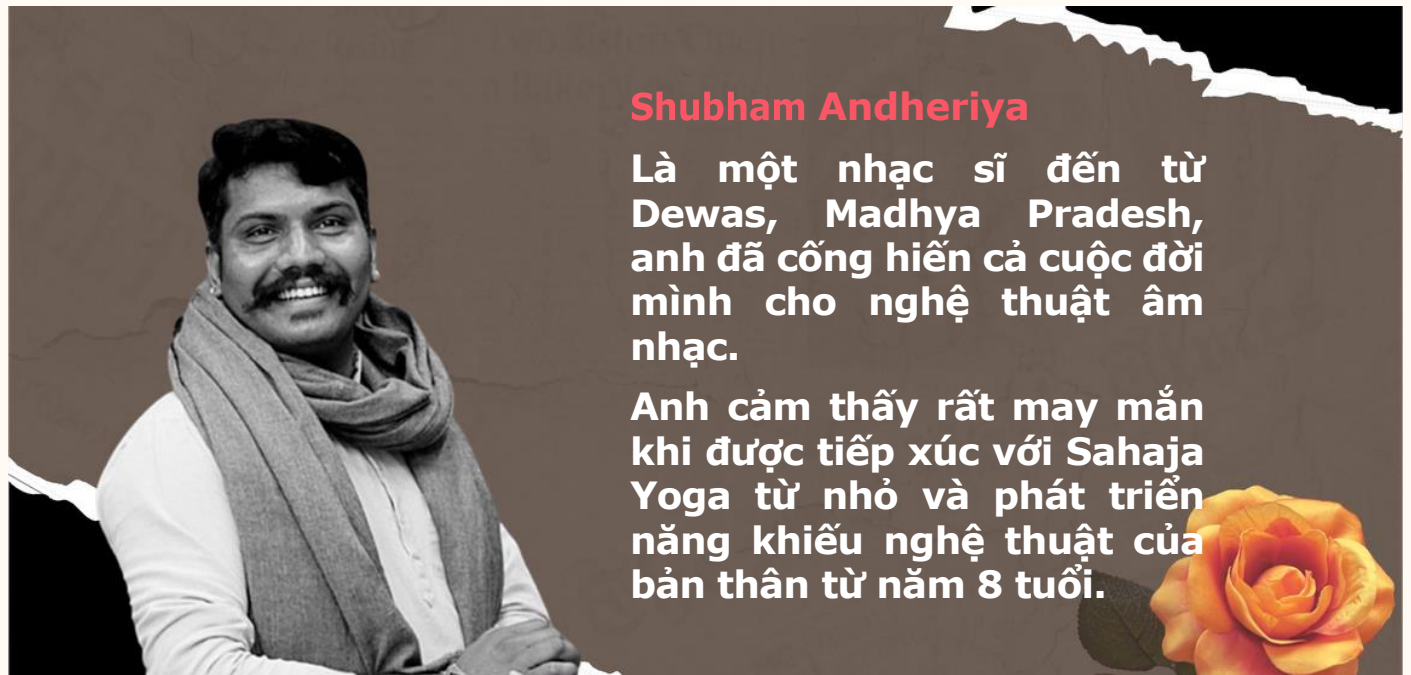 Shubham Andheriya
Là một nhạc sĩ đến từ
Dewas, Madhya Pradesh,
anh đã cống hiến cả cuộc đời
mình cho nghệ thuật âm
nhạc.
Anh cảm thấy rất may mắn
khi được tiếp xúc với Sahaja
Yoga từ nhỏ và phát triển
năng khiếu nghệ thuật của
bản thân từ năm 8 tuổi.